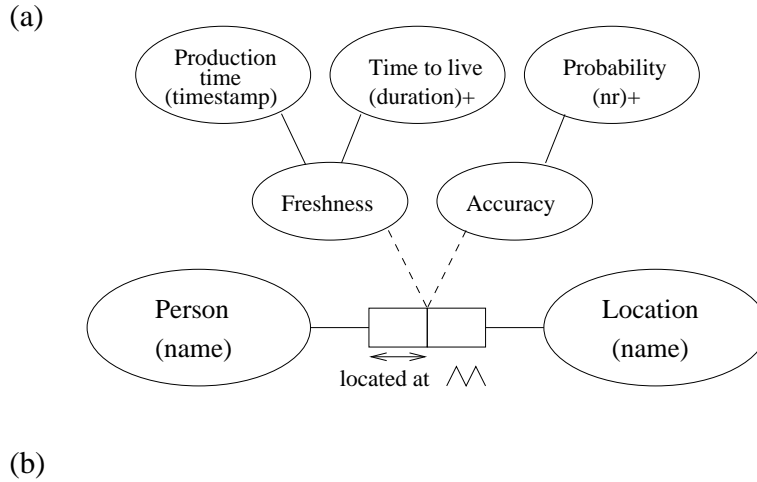 (a)
Production
time
(timestamp)
Time to live
(duration)+
Probability
(nr)+
Freshness
Accuracy
Person
(name)
Location
(name)
located at
(b)